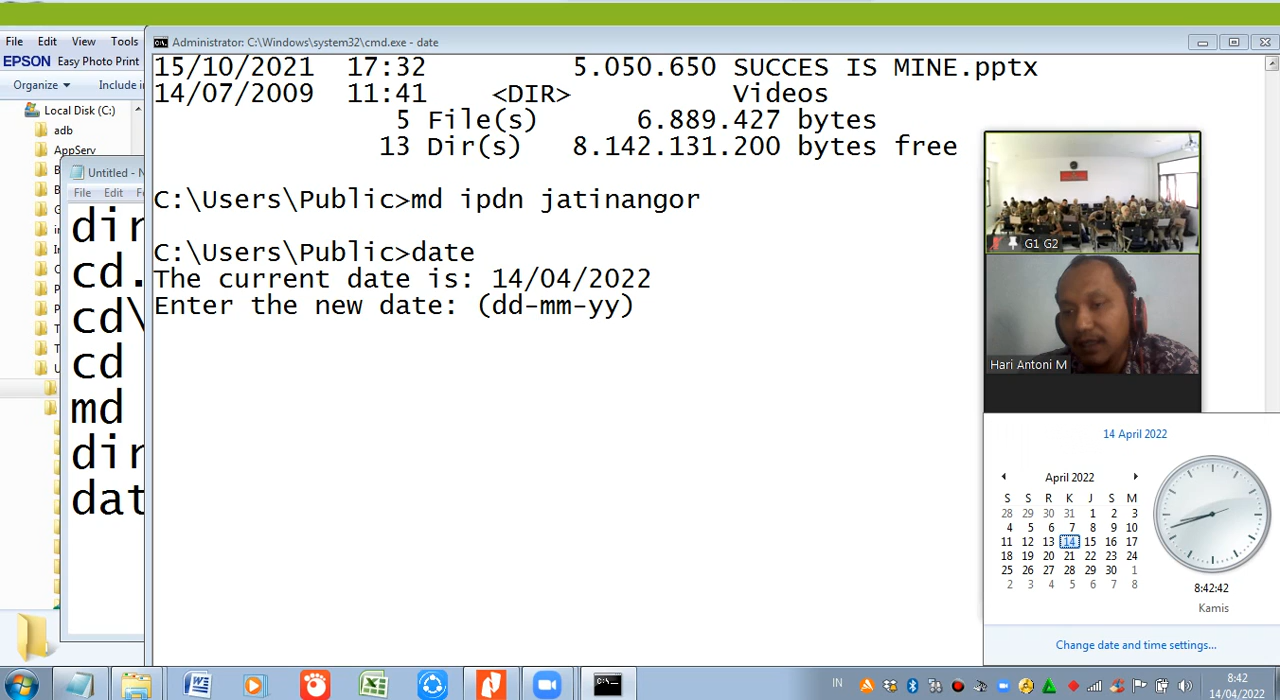 File Edit View Tools
EPSON Easy Photo Print
Organize Include i
Local Disk (C:)
adb
AppServ
Untitled - N
File Edit F
dir
cd.
cd\
cd
md
dir
dat
Administrator: C:\Windows\system32\cmd.exe - date
15/10/2021 17:32 5.050.650 SUCCES IS MINE.pptx
14/07/2009 11:41 <DIR> Videos
5 File(s) 6.889.427 bytes
13 Dir(s) 8.142.131.200 bytes free
C:\Users\Public>md ipdn jatinangor
C:\Users\Public>date
The current date is: 14/04/2022
Enter the new date: (dd-mm-yy)
G1 G2
Hari Antoni M
14 April 2022
April 2022
S S R K J S M
28 29 30 31 1 2 3
4 5 6 7 8 9 10
11 12 13 14 15 16 17
18 19 20 21 22 23 24
25 26 27 28 29 30 1
2 3 4 5 6 7 8
8:42:42
Kamis
Change date and time settings...
IN
8:42
14/04/2022